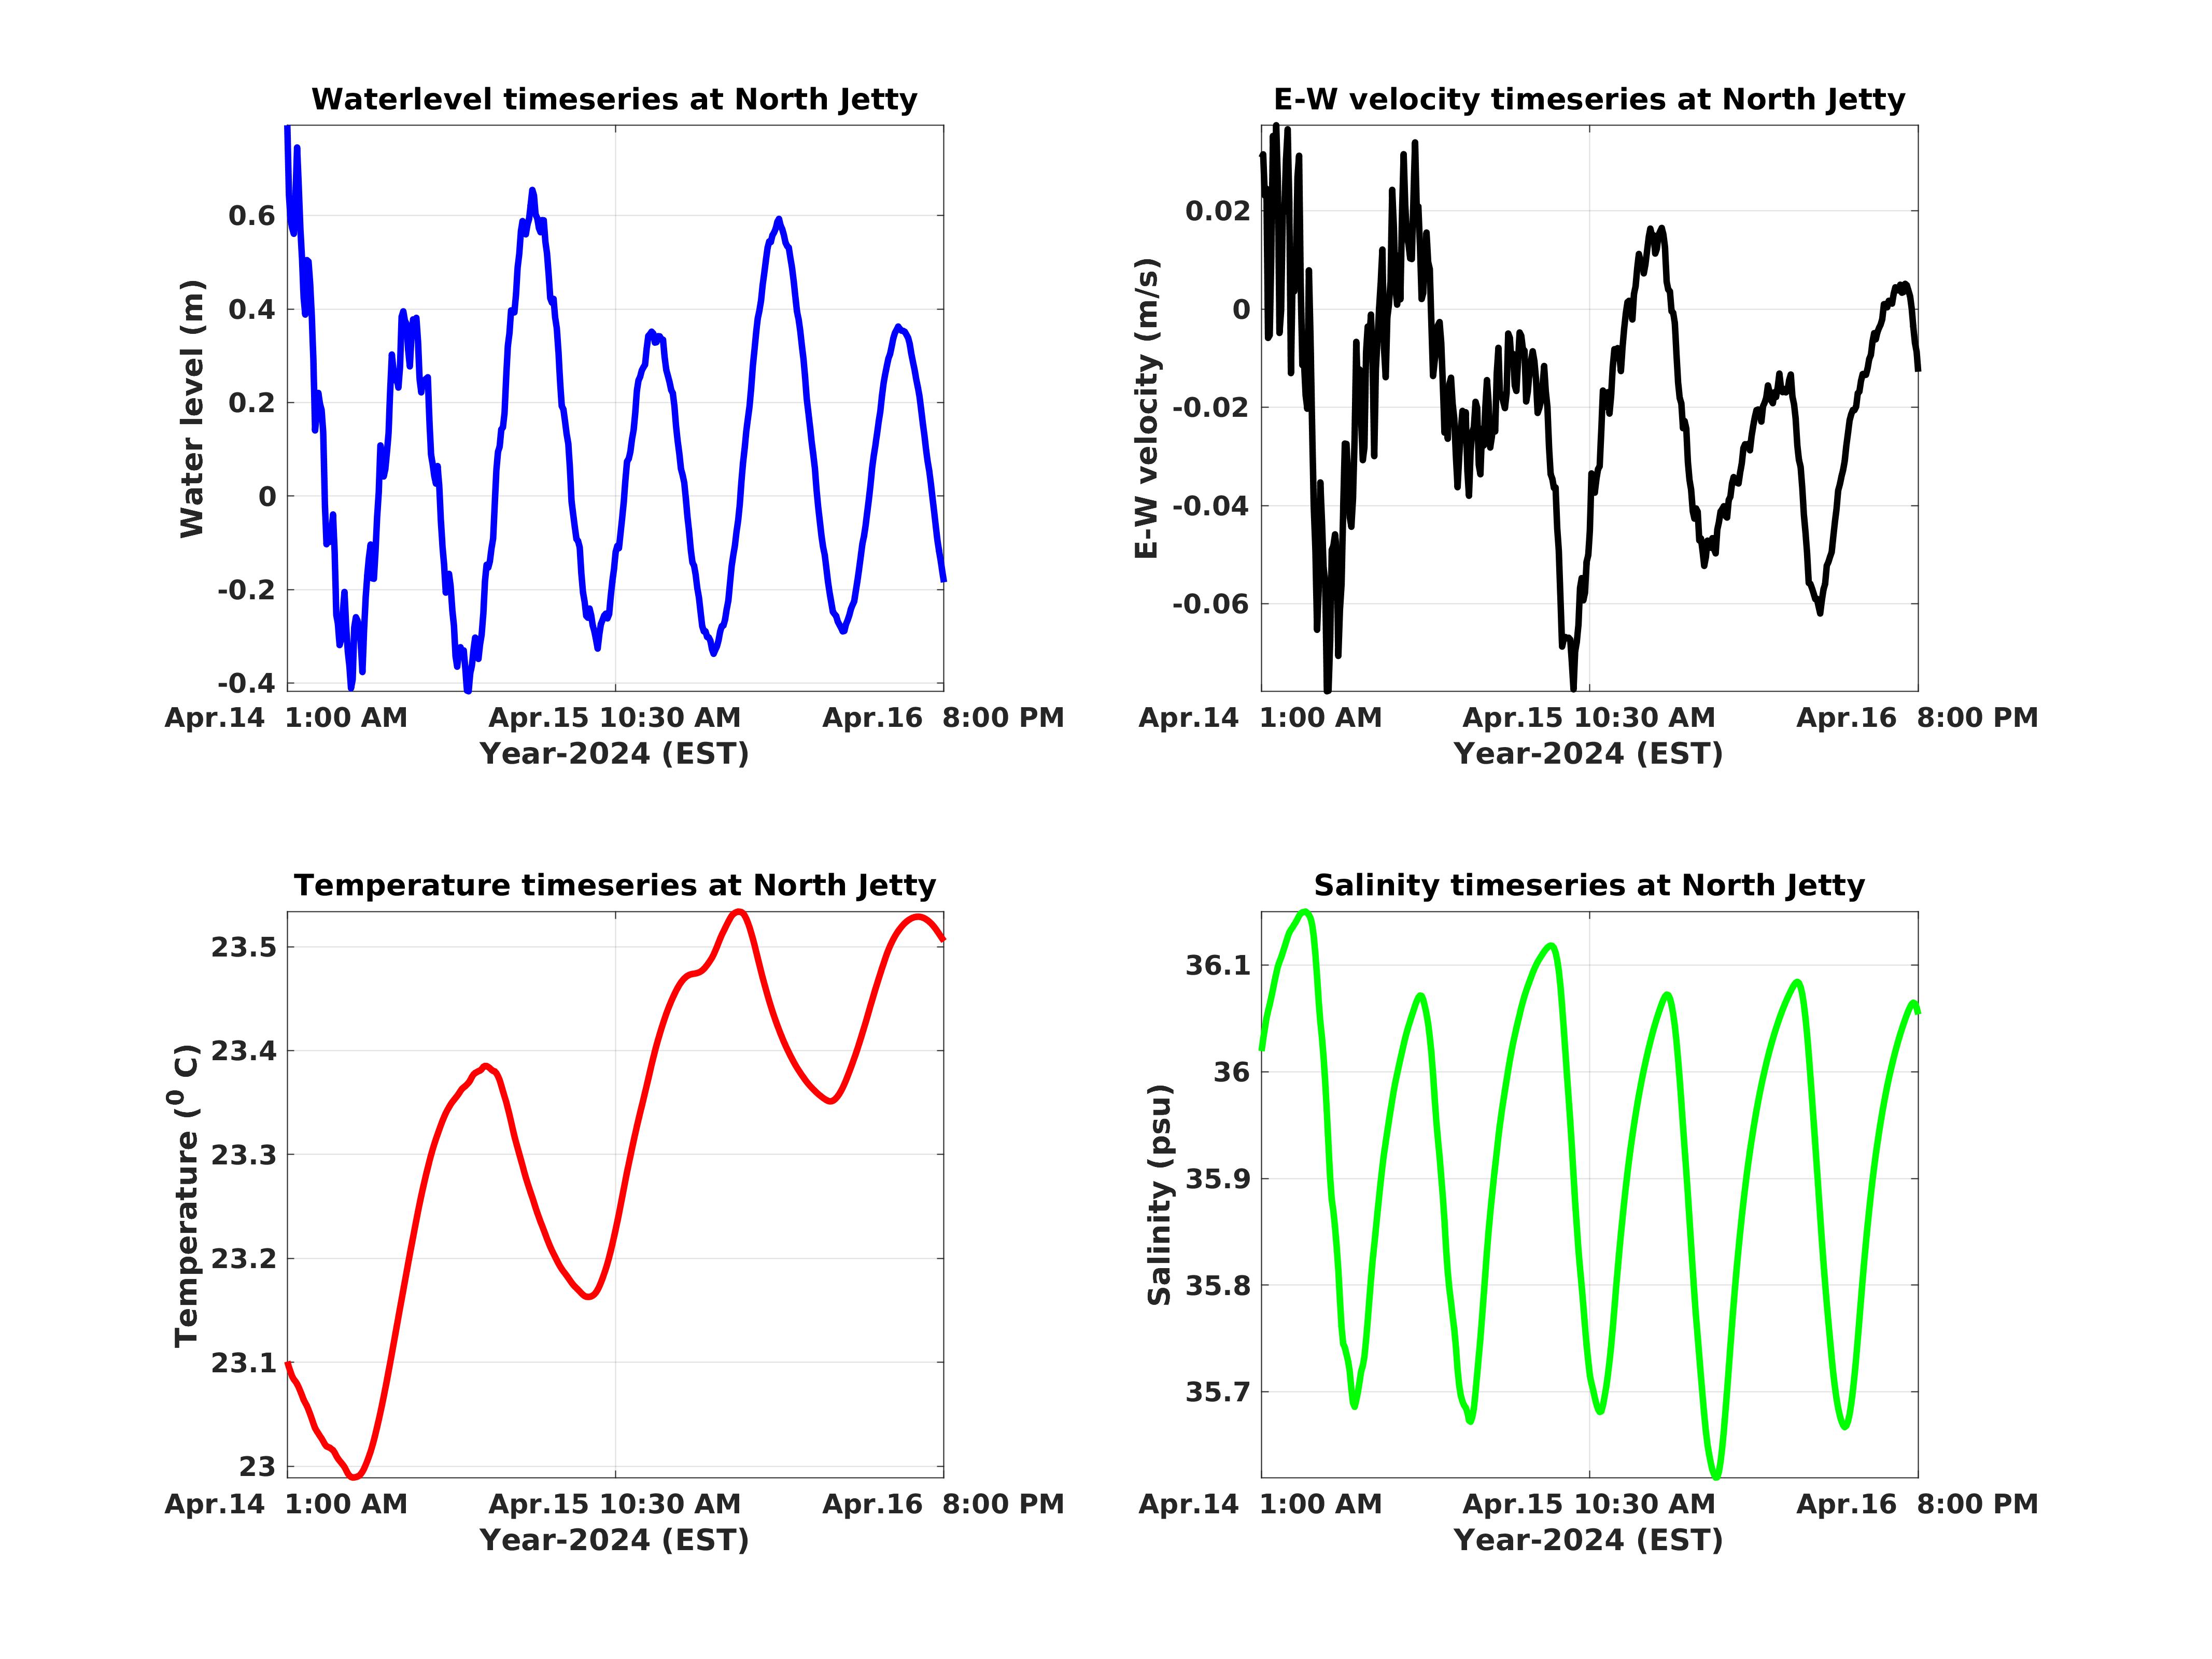 Waterlevel timeseries at North Jetty
0.6
0.4
0.2
0
-0.2
-0.4
Water level (m)
Apr.14 1:00 AM Apr.15 10:30 AM Apr.16 8:00 PM
Year-2024 (EST)
E-W velocity timeseries at North Jetty
0.02
0
-0.02
-0.04
-0.06
E-W velocity (m/s)
Apr.14 1:00 AM Apr.15 10:30 AM Apr.16 8:00 PM
Year-2024 (EST)
Temperature timeseries at North Jetty
23.5
23.4
23.3
23.2
23.1
23
Temperature (⁰ C)
Apr.14 1:00 AM Apr.15 10:30 AM Apr.16 8:00 PM
Year-2024 (EST)
Salinity timeseries at North Jetty
36.1
36
35.9
35.8
35.7
Salinity (psu)
Apr.14 1:00 AM Apr.15 10:30 AM Apr.16 8:00 PM
Year-2024 (EST)